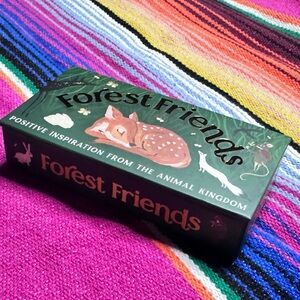 Forest Friends
POSITIVE INSPIRATION FROM THE ANIMAL KINGDOM
Forest Friends